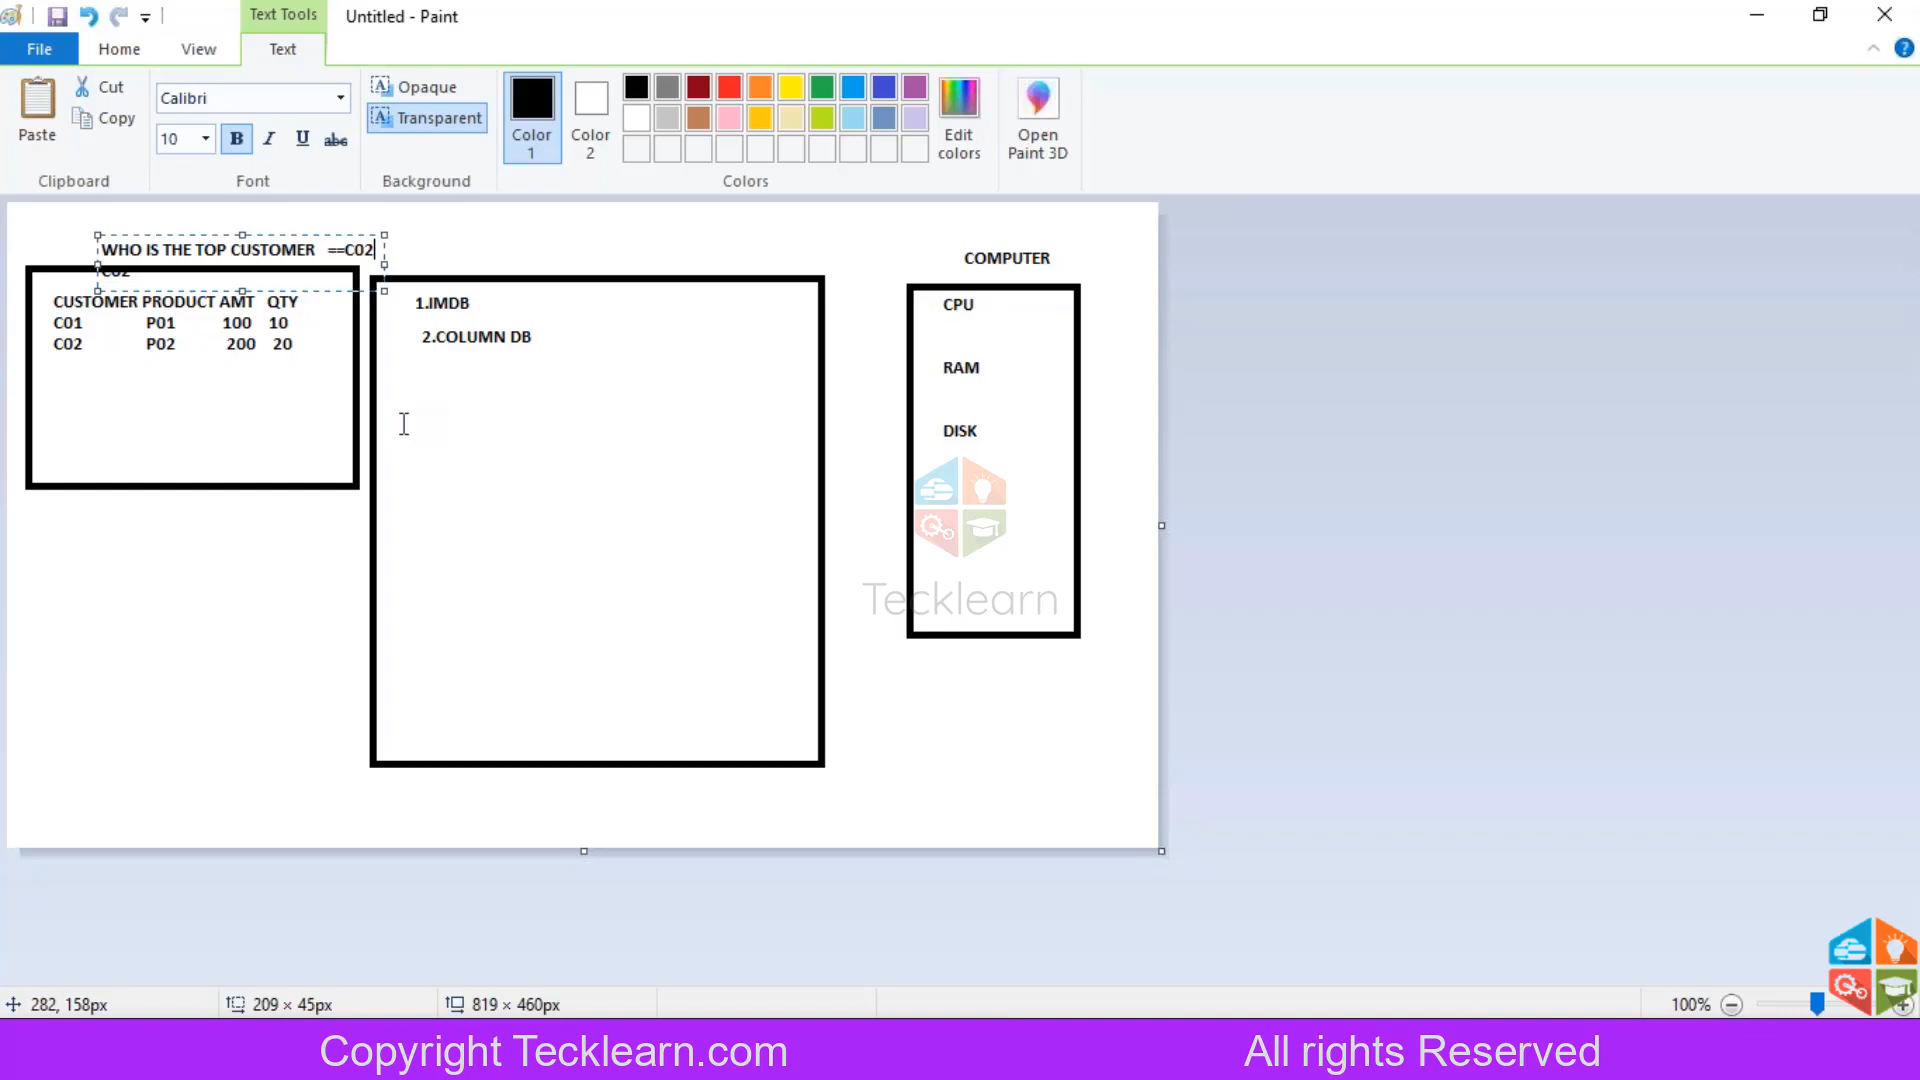 Text Tools
Untitled - Paint
File
Home
View
Text
Paste
Cut
Copy
Clipboard
Calibri
10
B
I
U
abc
Font
Opaque
Transparent
Background
Color 1
Color 2
Edit colors
Colors
Open Paint 3D
WHO IS THE TOP CUSTOMER ==C02
C02
CUSTOMER PRODUCT AMT QTY
C01 P01 100 10
C02 P02 200 20
1.IMDB
2.COLUMN DB
COMPUTER
CPU
RAM
DISK
Tecklearn
282, 158px
209 × 45px
819 × 460px
100%
Copyright Tecklearn.com
All rights Reserved